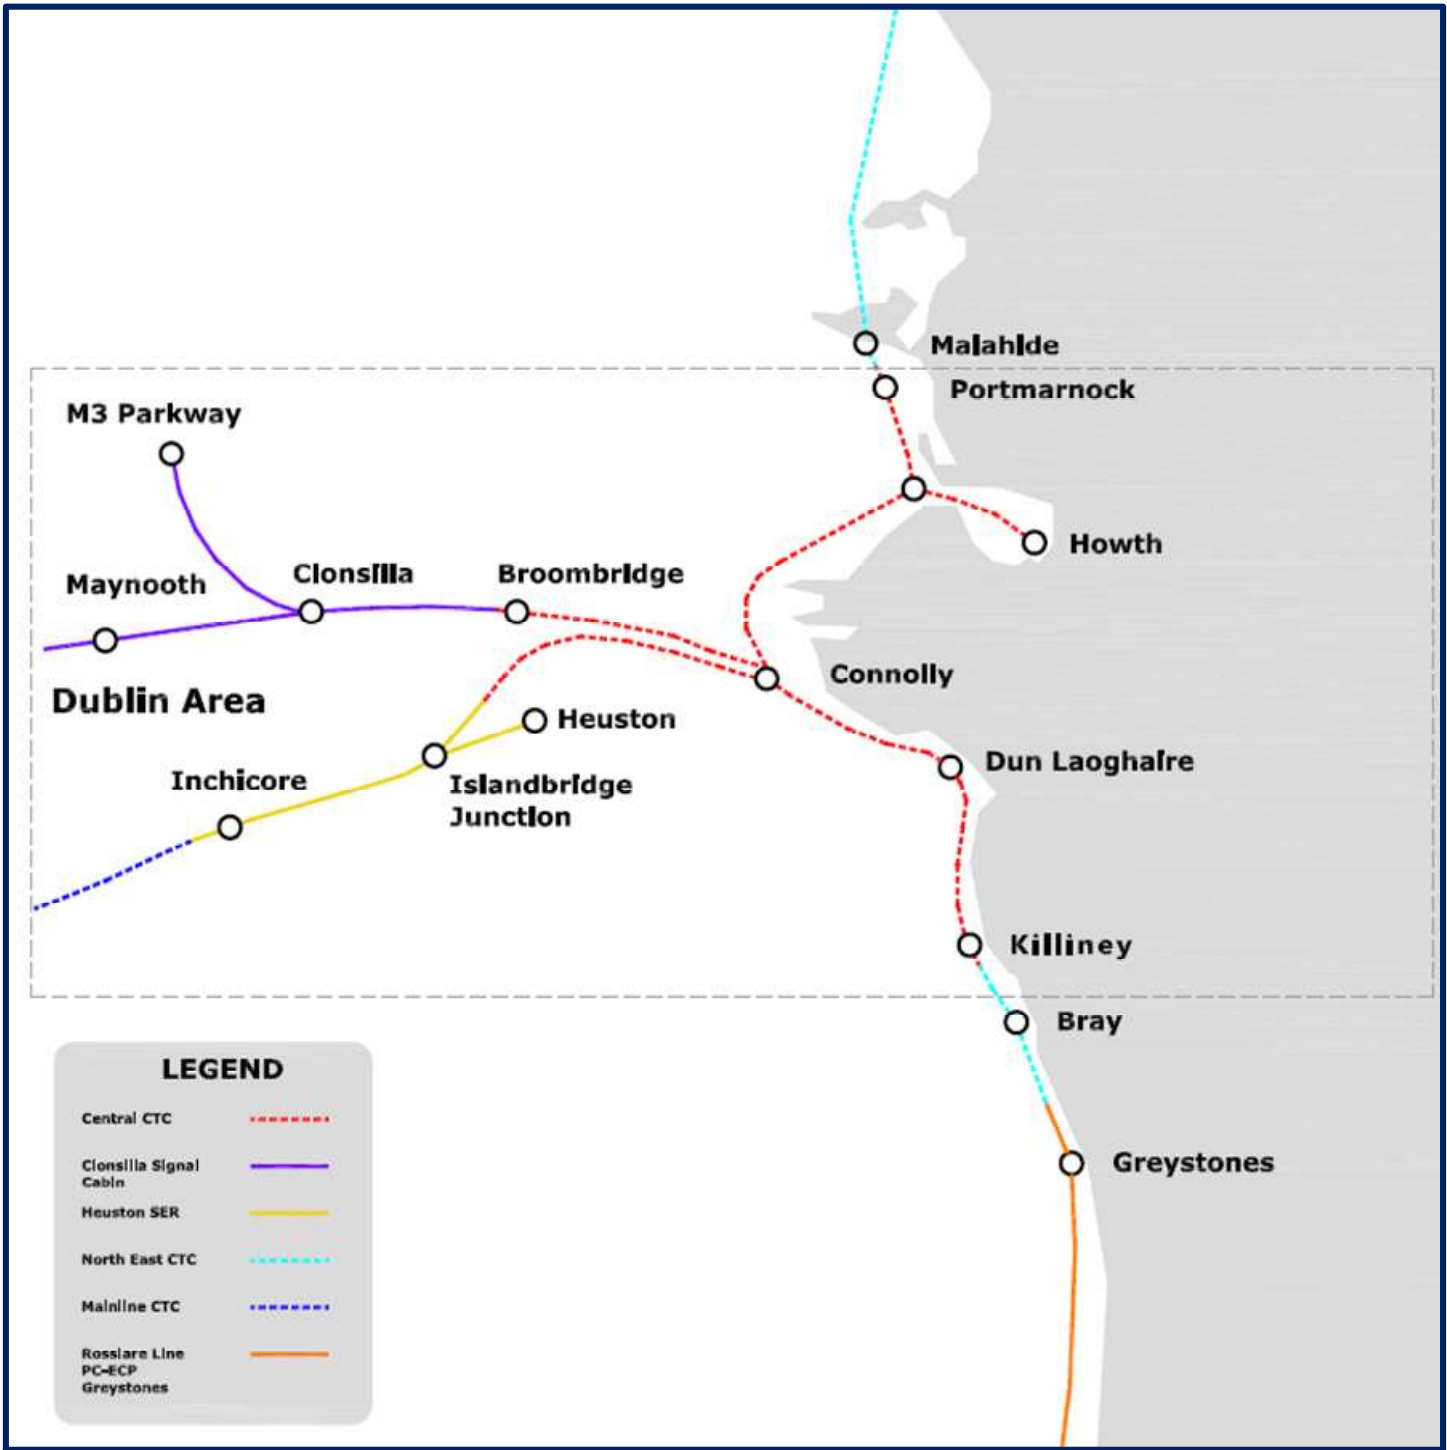 Malahide
Portmarnock
M3 Parkway
Howth
Maynooth
Clonsilla
Broombridge
Connolly
Dublin Area
Heuston
Dun Laoghaire
Inchicore
Islandbridge
Junction
Killiney
Bray
LEGEND
Central CTC
Clonsilla Signal
Cabin
Heuston SER
North East CTC
Mainline CTC
Rosslare Line
PC-ECP
Greystones
Greystones